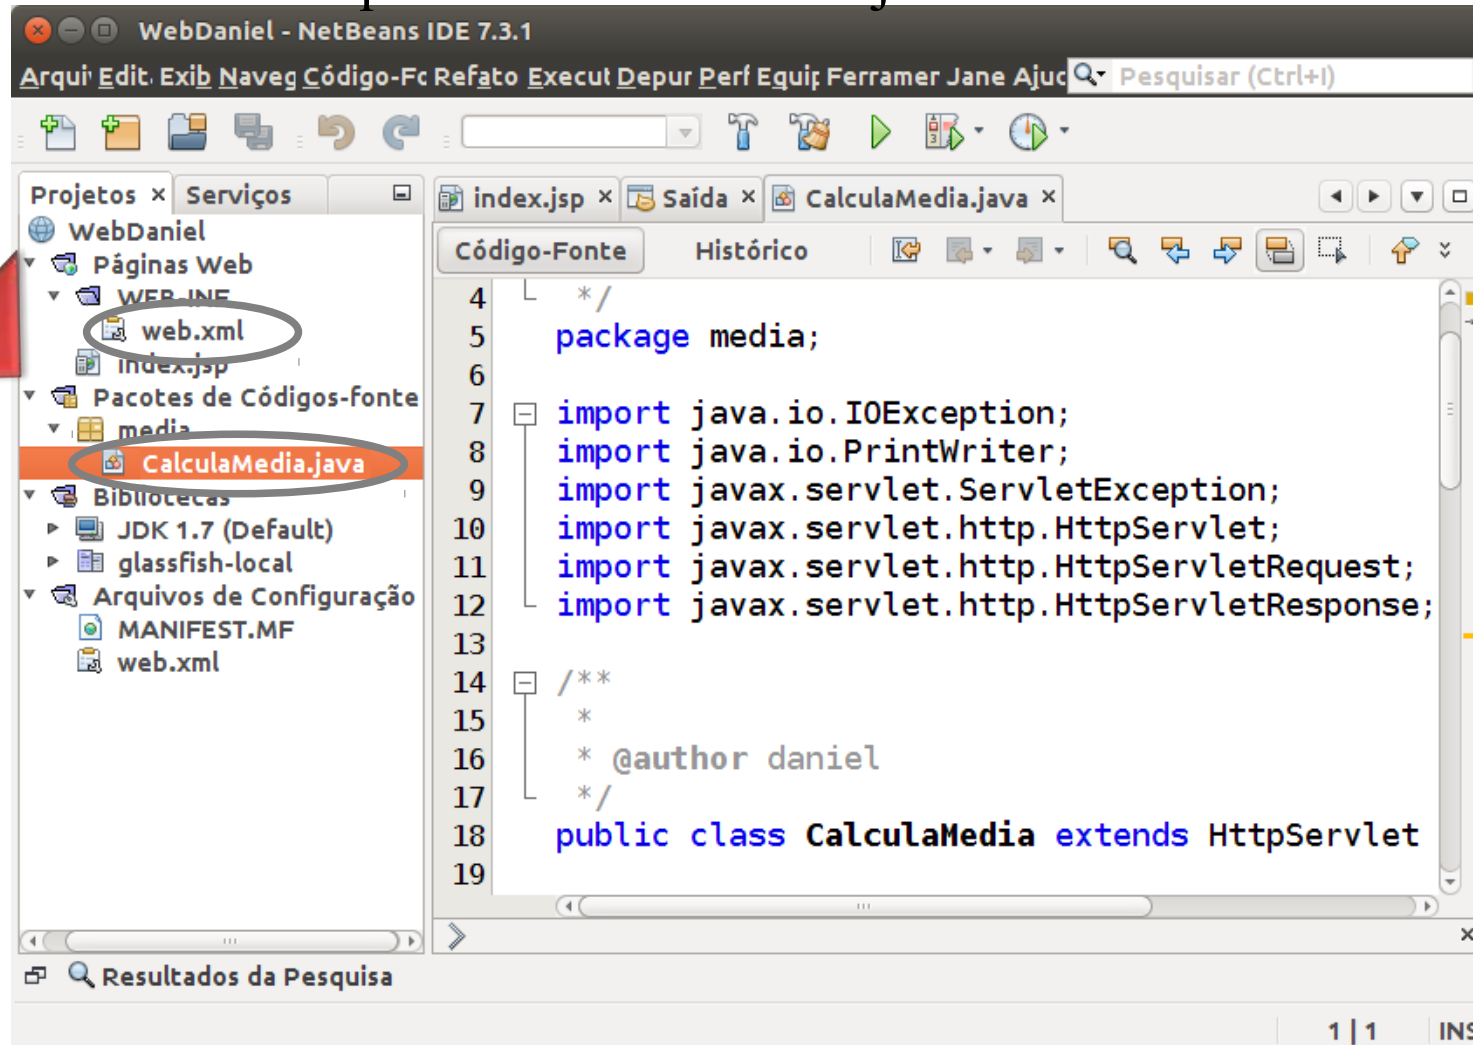 WebDaniel - NetBeans IDE 7.3.1
Arqui Edit Exib Naveg Código-Fo Refato Execut Depur Perf Equip Ferramer Jane Ajud Pesquisar (Ctrl+I)
Projetos × Serviços
index.jsp × Saída × CalculaMedia.java ×
WebDaniel
Páginas Web
WEB-INF
web.xml
index.jsp
Pacotes de Códigos-fonte
media
CalculaMedia.java
Bibliotecas
JDK 1.7 (Default)
glassfish-local
Arquivos de Configuração
MANIFEST.MF
web.xml
Código-Fonte Histórico
4 */
5 package media;
6
7 import java.io.IOException;
8 import java.io.PrintWriter;
9 import javax.servlet.ServletException;
10 import javax.servlet.http.HttpServlet;
11 import javax.servlet.http.HttpServletRequest;
12 import javax.servlet.http.HttpServletResponse;
13
14 /**
15 *
16 * @author daniel
17 */
18 public class CalculaMedia extends HttpServlet
19
Resultados da Pesquisa
1 | 1 INS